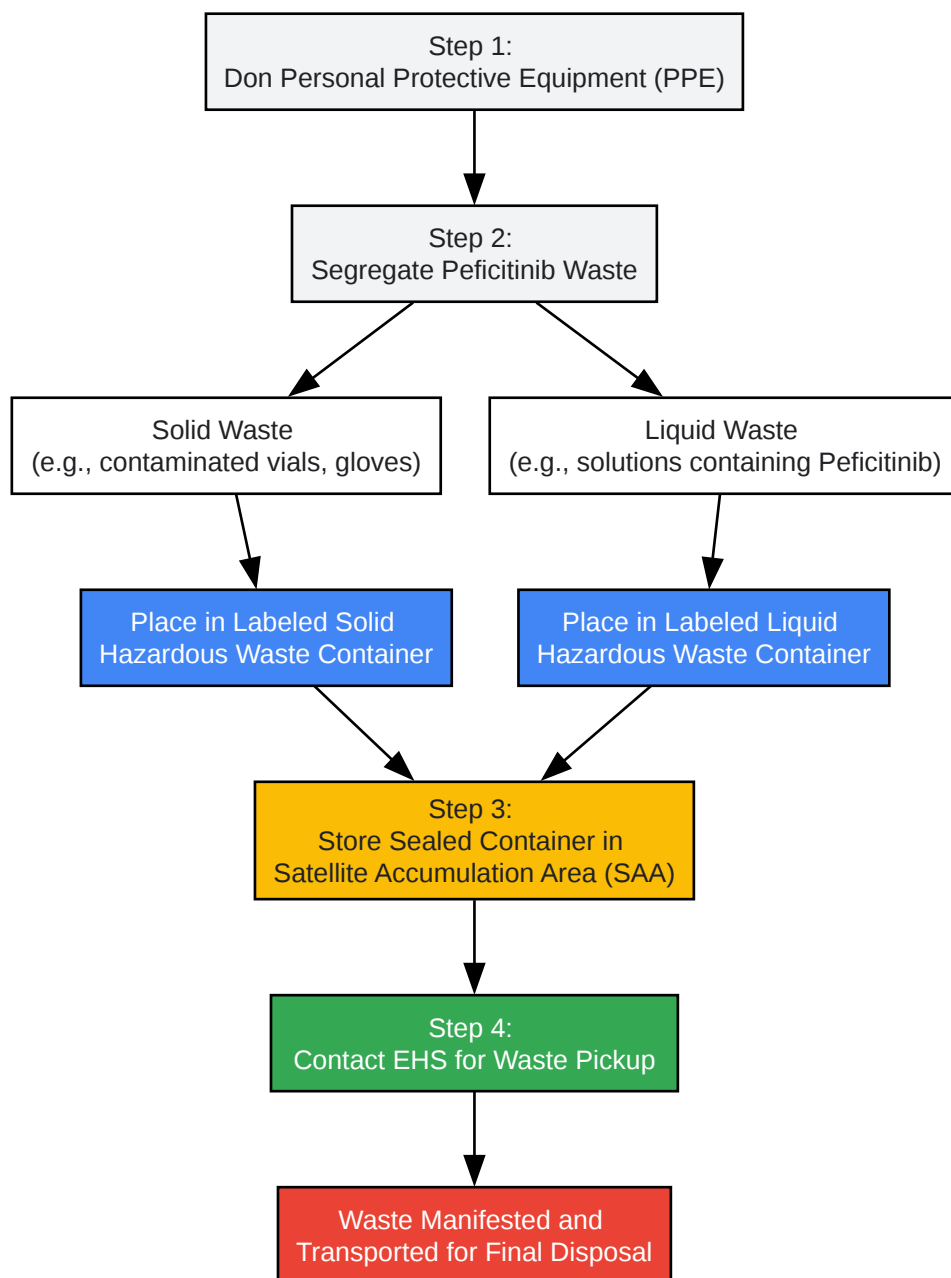 Step 1:
Don Personal Protective Equipment (PPE)
Step 2:
Segregate Peficitinib Waste
Solid Waste
(e.g., contaminated vials, gloves)
Liquid Waste
(e.g., solutions containing Peficitinib)
Place in Labeled Solid
Hazardous Waste Container
Place in Labeled Liquid
Hazardous Waste Container
Step 3:
Store Sealed Container in
Satellite Accumulation Area (SAA)
Step 4:
Contact EHS for Waste Pickup
Waste Manifested and
Transported for Final Disposal